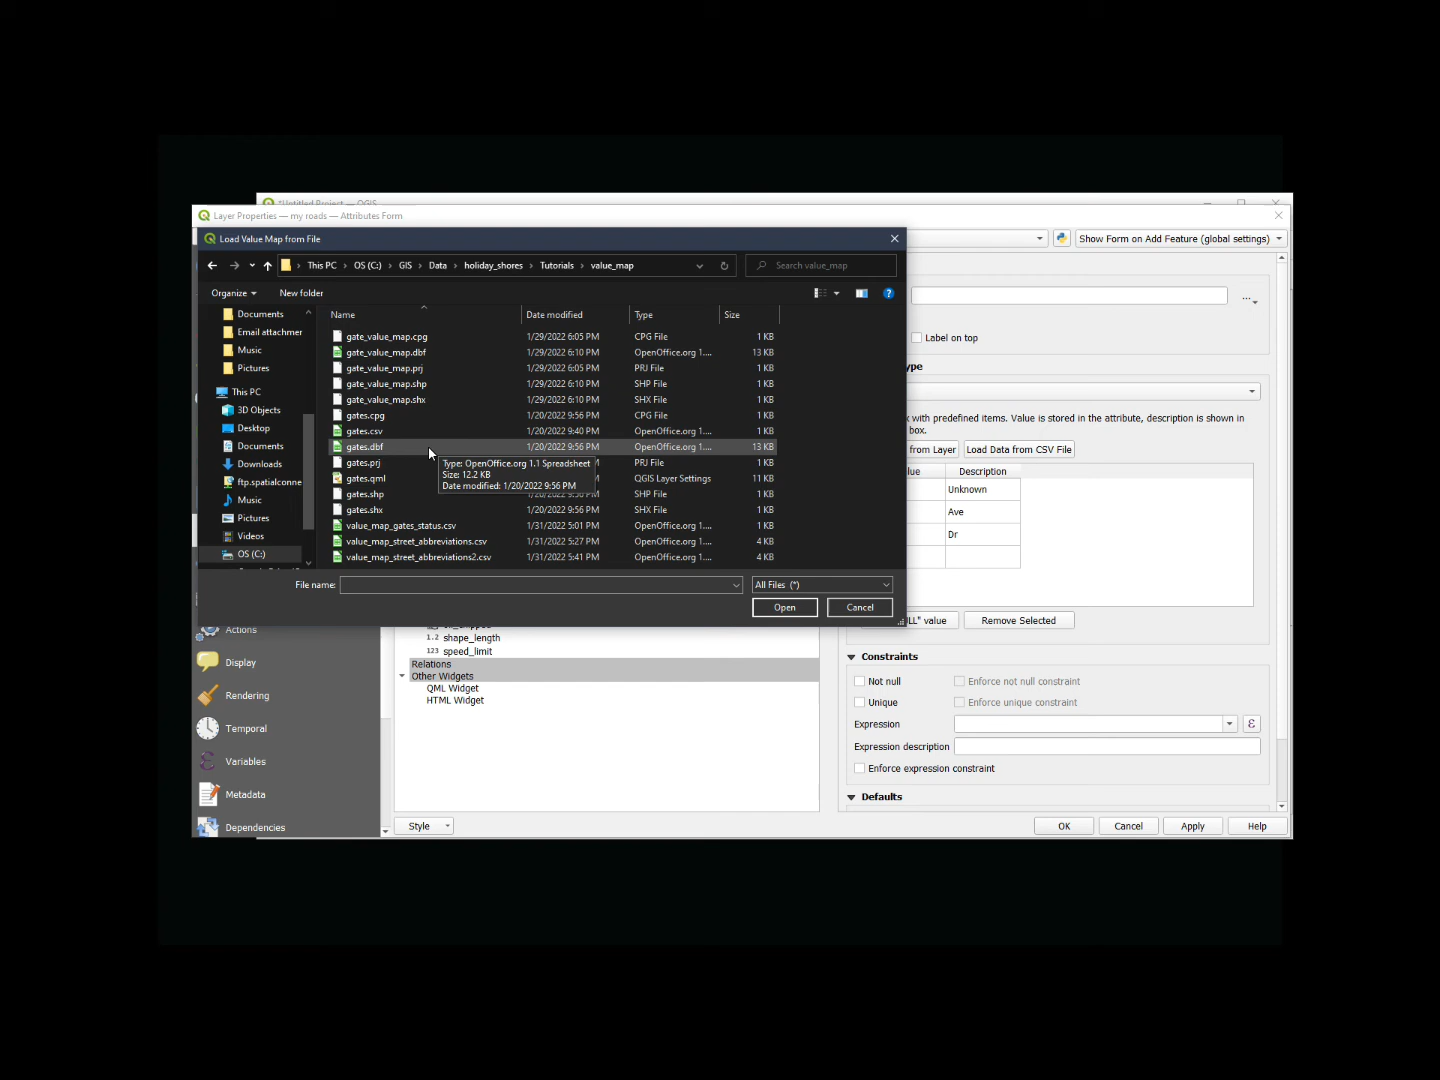 *Untitled Project — QGIS
Layer Properties — my roads — Attributes Form
Load Value Map from File
Show Form on Add Feature (global settings)
This PC > OS (C:) > GIS > Data > holiday_shores > Tutorials > value_map
Search value_map
Organize
New folder
Label on top
ype
with predefined items. Value is stored in the attribute, description is shown in
box.
from Layer
Load Data from CSV File
lue
Description
Unknown
Ave
Dr
LL" value
Remove Selected
Documents
Email attachmer
Music
Pictures
This PC
3D Objects
Desktop
Documents
Downloads
ftp.spatialconne
Music
Pictures
Videos
OS (C:)
Name Date modified Type Size
gate_value_map.cpg 1/29/2022 6:05 PM CPG File 1 KB
gate_value_map.dbf 1/29/2022 6:10 PM OpenOffice.org 1.... 13 KB
gate_value_map.prj 1/29/2022 6:05 PM PRJ File 1 KB
gate_value_map.shp 1/29/2022 6:10 PM SHP File 1 KB
gate_value_map.shx 1/29/2022 6:10 PM SHX File 1 KB
gates.cpg 1/20/2022 9:56 PM CPG File 1 KB
gates.csv 1/20/2022 9:40 PM OpenOffice.org 1.... 1 KB
gates.dbf 1/20/2022 9:56 PM OpenOffice.org 1.... 13 KB
gates.prj PRJ File 1 KB
gates.qml QGIS Layer Settings 11 KB
gates.shp 1/20/2022 9:56 PM SHP File 1 KB
gates.shx 1/20/2022 9:56 PM SHX File 1 KB
value_map_gates_status.csv 1/31/2022 5:01 PM OpenOffice.org 1.... 1 KB
value_map_street_abbreviations.csv 1/31/2022 5:27 PM OpenOffice.org 1.... 4 KB
value_map_street_abbreviations2.csv 1/31/2022 5:41 PM OpenOffice.org 1.... 4 KB
Type: OpenOffice.org 1.1 Spreadsheet
Size: 12.2 KB
Date modified: 1/20/2022 9:56 PM
File name:
All Files (*)
Open
Cancel
Actions
Display
Rendering
Temporal
Variables
Metadata
Dependencies
1.2 shape_length
123 speed_limit
Relations
Other Widgets
QML Widget
HTML Widget
Constraints
Not null
Enforce not null constraint
Unique
Enforce unique constraint
Expression
ε
Expression description
Enforce expression constraint
Defaults
Style
OK
Cancel
Apply
Help